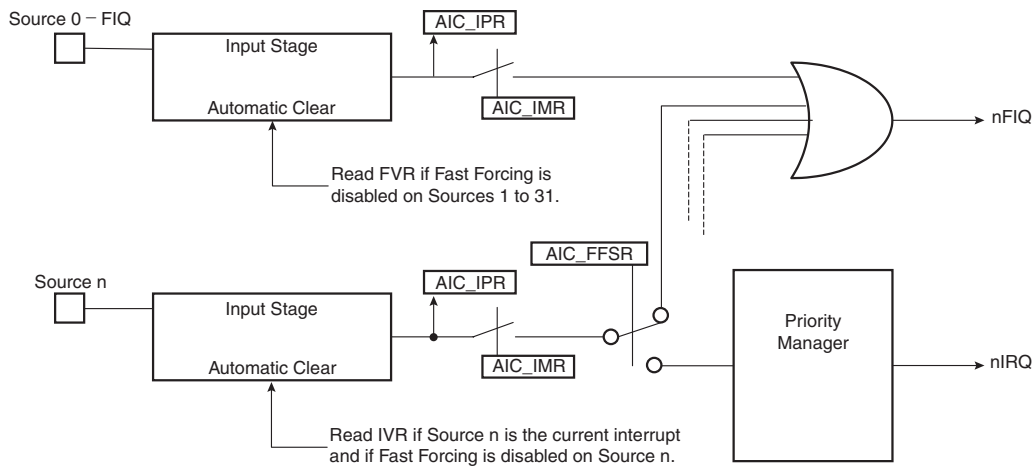 Source 0 – FIQ
AIC_IPR
Input Stage
Automatic Clear
AIC_IMR
nFIQ
Read FVR if Fast Forcing is
disabled on Sources 1 to 31.
AIC_FFSR
Source n
AIC_IPR
Input Stage
Priority
Manager
Automatic Clear
AIC_IMR
nIRQ
Read IVR if Source n is the current interrupt
and if Fast Forcing is disabled on Source n.